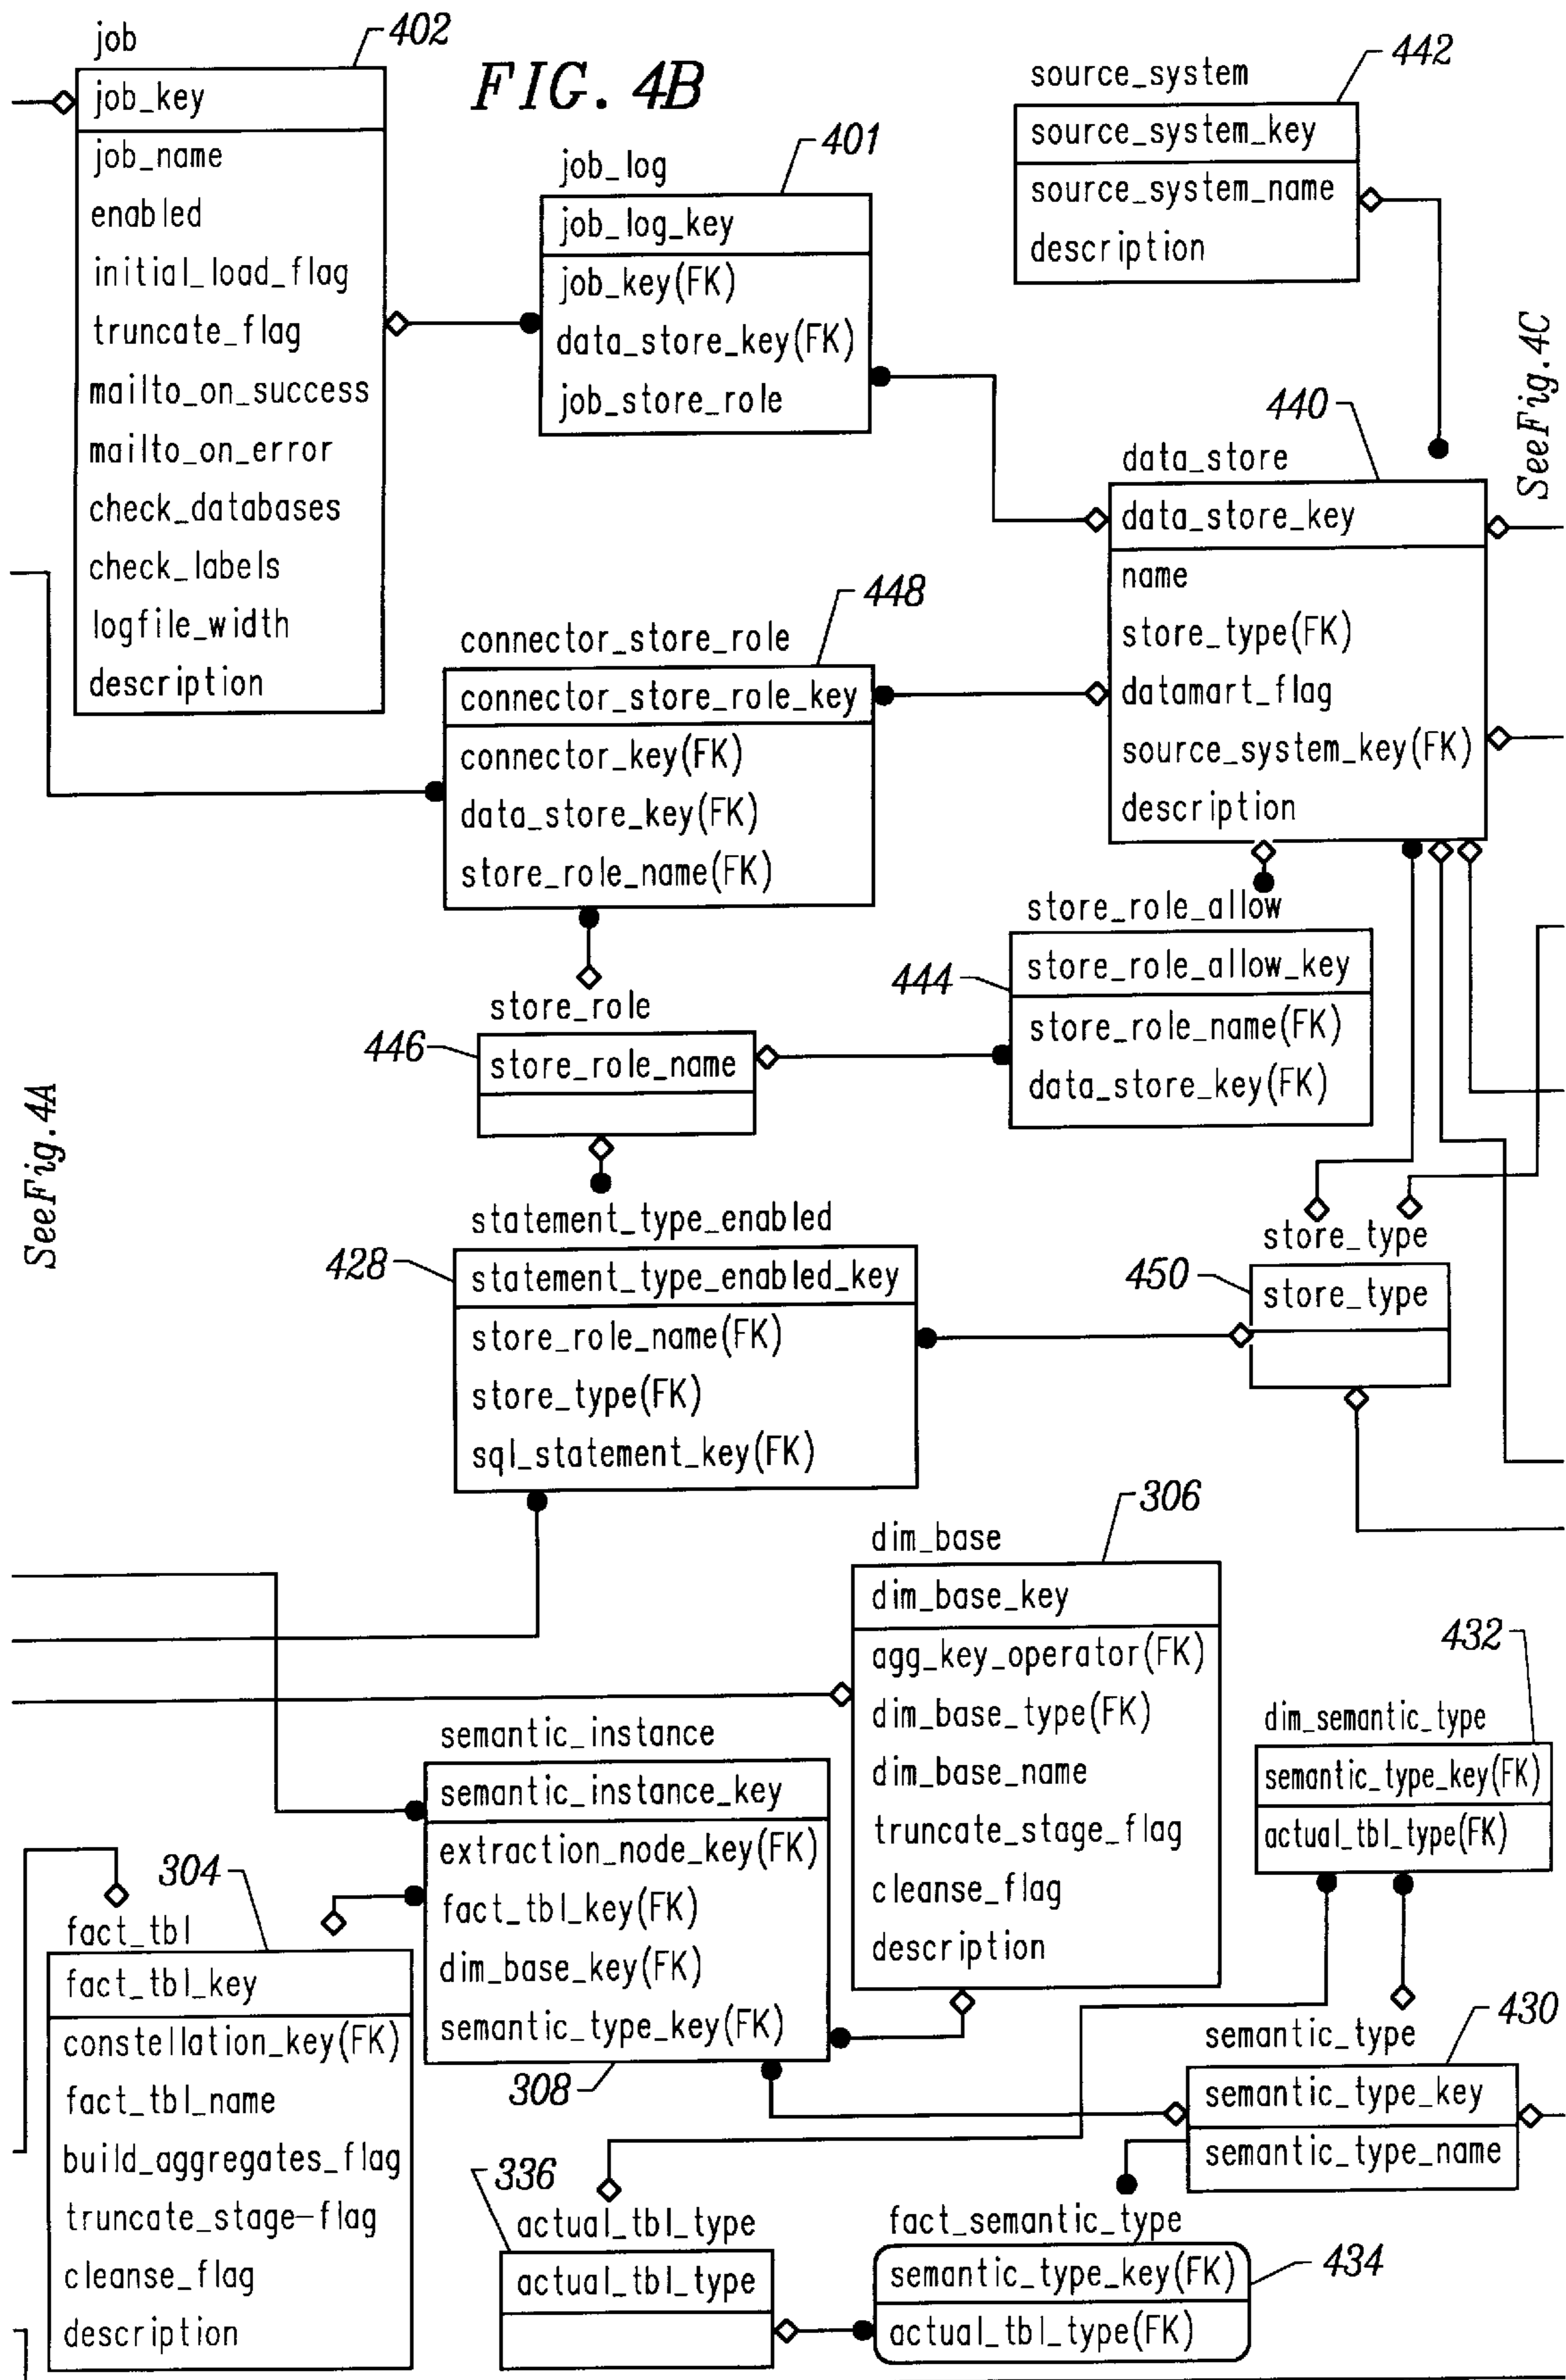 FIG. 4B
job
402
job_key
job_name
enabled
initial_load_flag
truncate_flag
mailto_on_success
mailto_on_error
check_databases
check_labels
logfile_width
description
job_log
401
job_log_key
job_key(FK)
data_store_key(FK)
job_store_role
source_system
442
source_system_key
source_system_name
description
SeeFig.4C
data_store
440
data_store_key
name
store_type(FK)
datamart_flag
source_system_key(FK)
description
connector_store_role
448
connector_store_role_key
connector_key(FK)
data_store_key(FK)
store_role_name(FK)
store_role_allow
444
store_role_allow_key
store_role_name(FK)
data_store_key(FK)
store_role
446
store_role_name
SeeFig.4A
statement_type_enabled
428
statement_type_enabled_key
store_role_name(FK)
store_type(FK)
sql_statement_key(FK)
store_type
450
store_type
dim_base
306
dim_base_key
agg_key_operator(FK)
dim_base_type(FK)
dim_base_name
truncate_stage_flag
cleanse_flag
description
432
dim_semantic_type
semantic_type_key(FK)
actual_tbl_type(FK)
semantic_instance
semantic_instance_key
extraction_node_key(FK)
fact_tbl_key(FK)
dim_base_key(FK)
semantic_type_key(FK)
308
304
fact_tbl
fact_tbl_key
constellation_key(FK)
fact_tbl_name
build_aggregates_flag
truncate_stage-flag
cleanse_flag
description
semantic_type
430
semantic_type_key
semantic_type_name
336
actual_tbl_type
actual_tbl_type
fact_semantic_type
434
semantic_type_key(FK)
actual_tbl_type(FK)